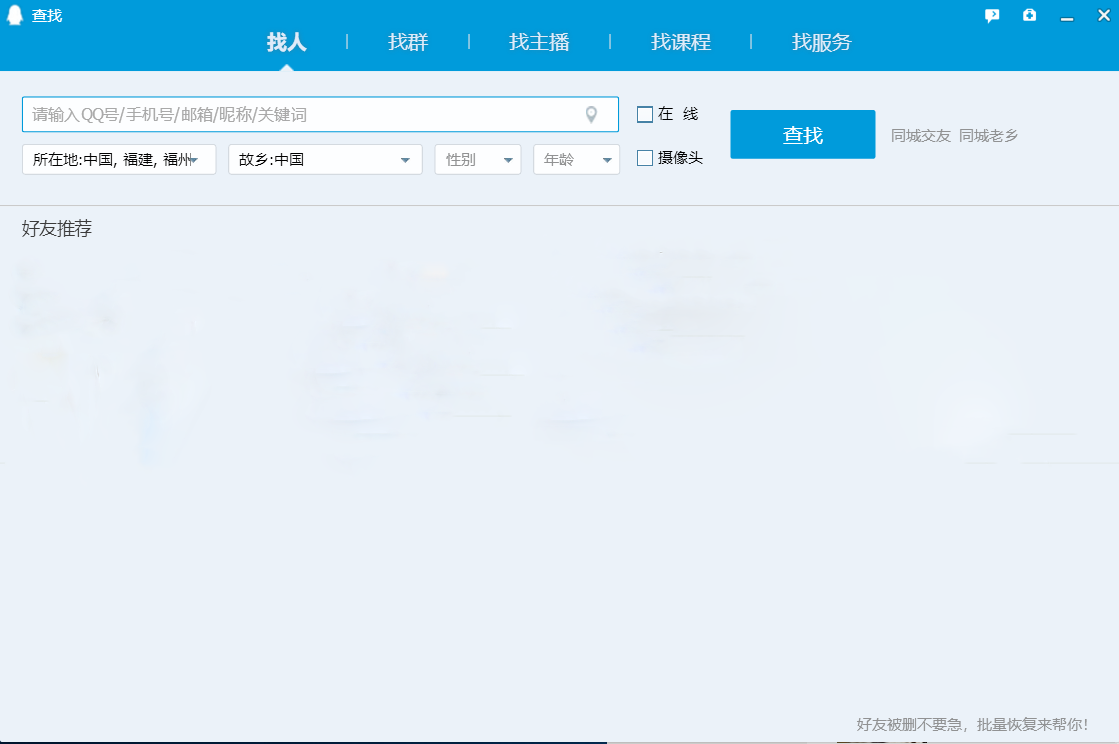 查找
找人 | 找群 | 找主播 | 找课程 | 找服务
请输入QQ号/手机号/邮箱/昵称/关键词
在 线
查找
同城交友 同城老乡
所在地:中国, 福建, 福州
故乡:中国
性别
年龄
摄像头
好友推荐
好友被删不要急，批量恢复来帮你!